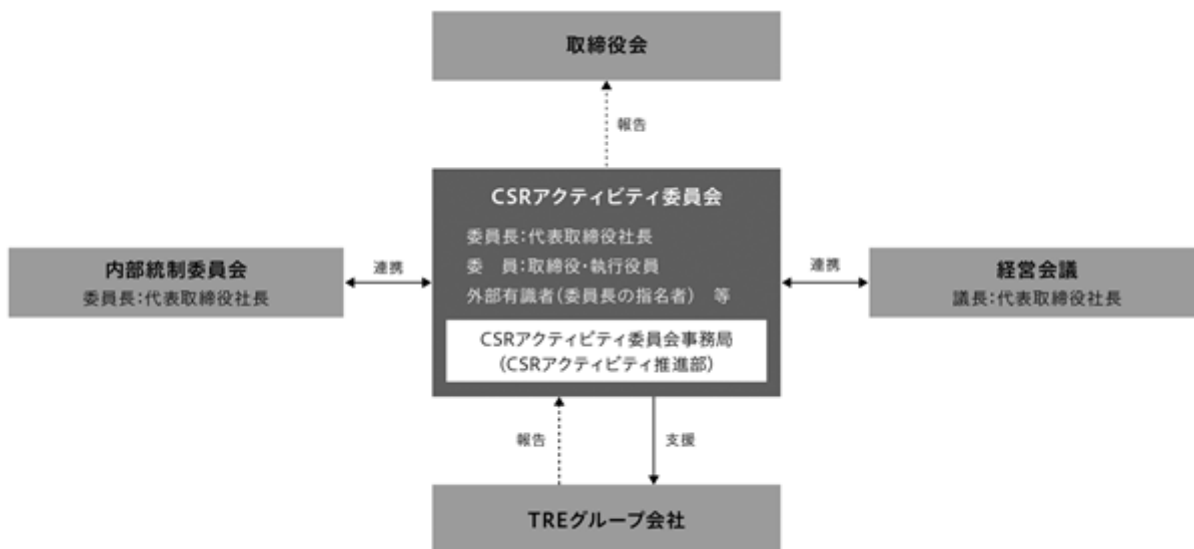 取締役会
報告
CSRアクティビティ委員会
委員長：代表取締役社長
委　員：取締役・執行役員
外部有識者（委員長の指名者）　等
CSRアクティビティ委員会事務局
（CSRアクティビティ推進部）
内部統制委員会
委員長：代表取締役社長
連携
連携
経営会議
議長：代表取締役社長
報告
支援
TREグループ会社